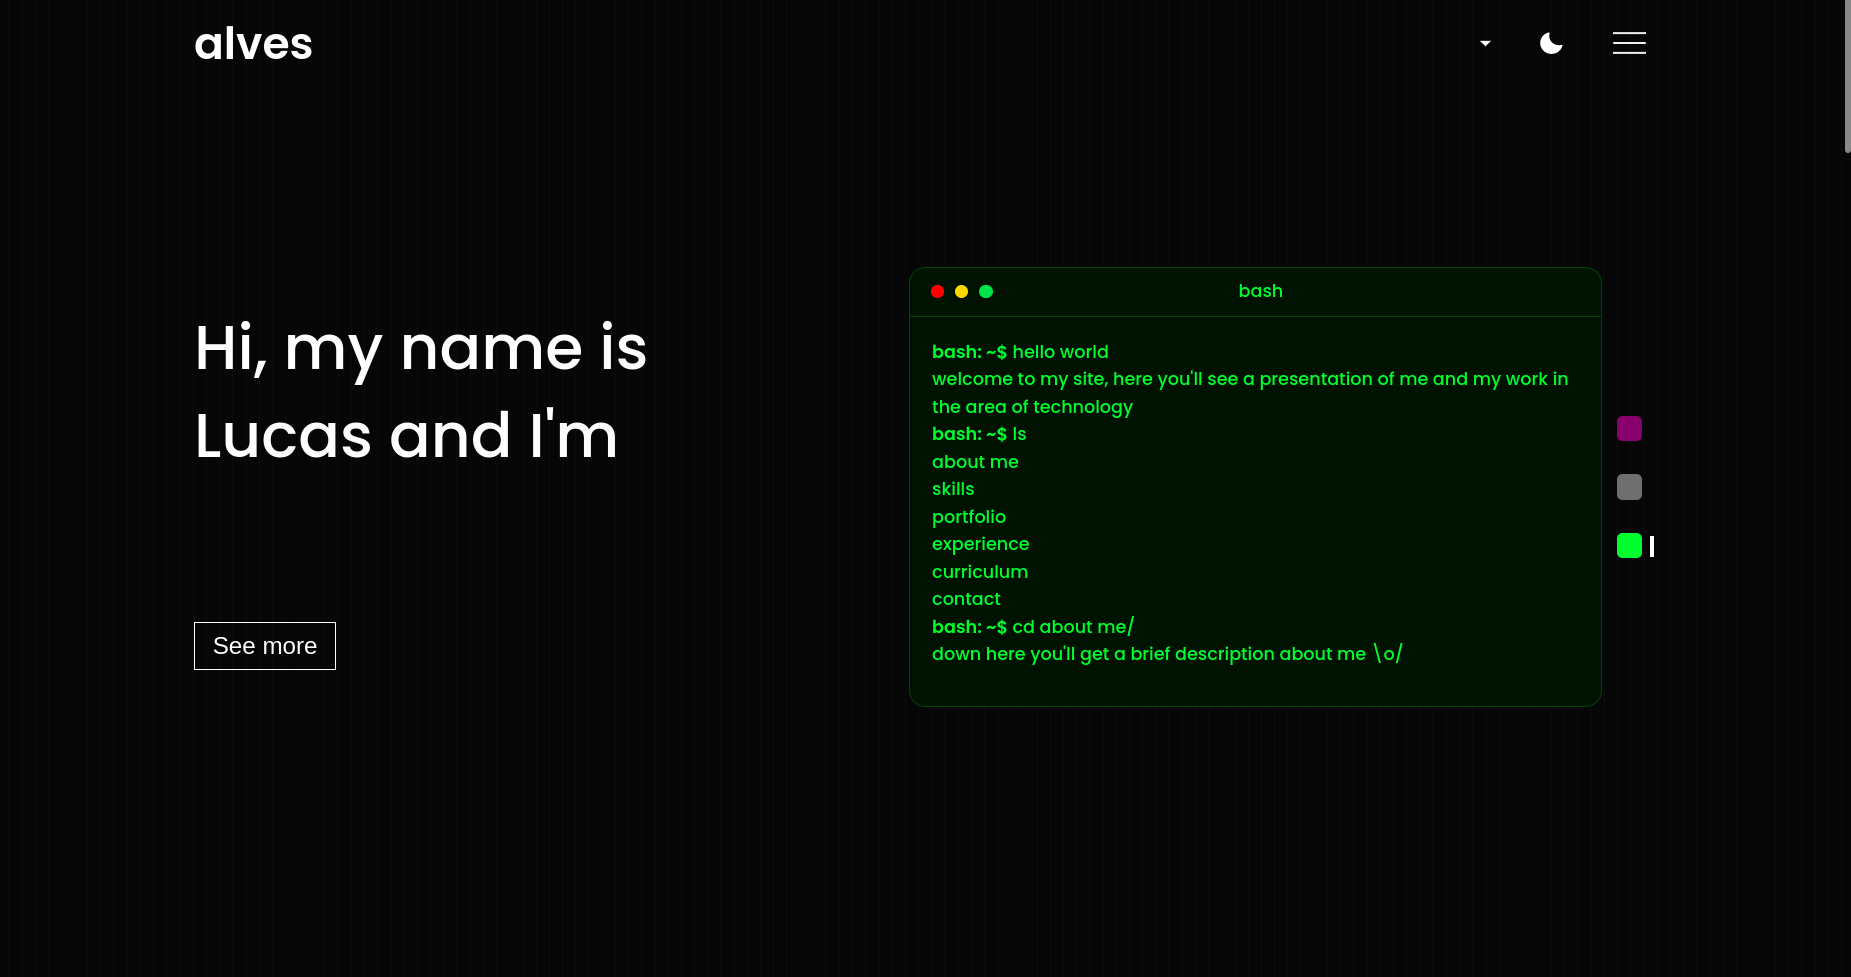 alves
Hi, my name is
Lucas and I'm
See more
bash
bash: ~$ hello world
welcome to my site, here you'll see a presentation of me and my work in
the area of technology
bash: ~$ ls
about me
skills
portfolio
experience
curriculum
contact
bash: ~$ cd about me/
down here you'll get a brief description about me \o/